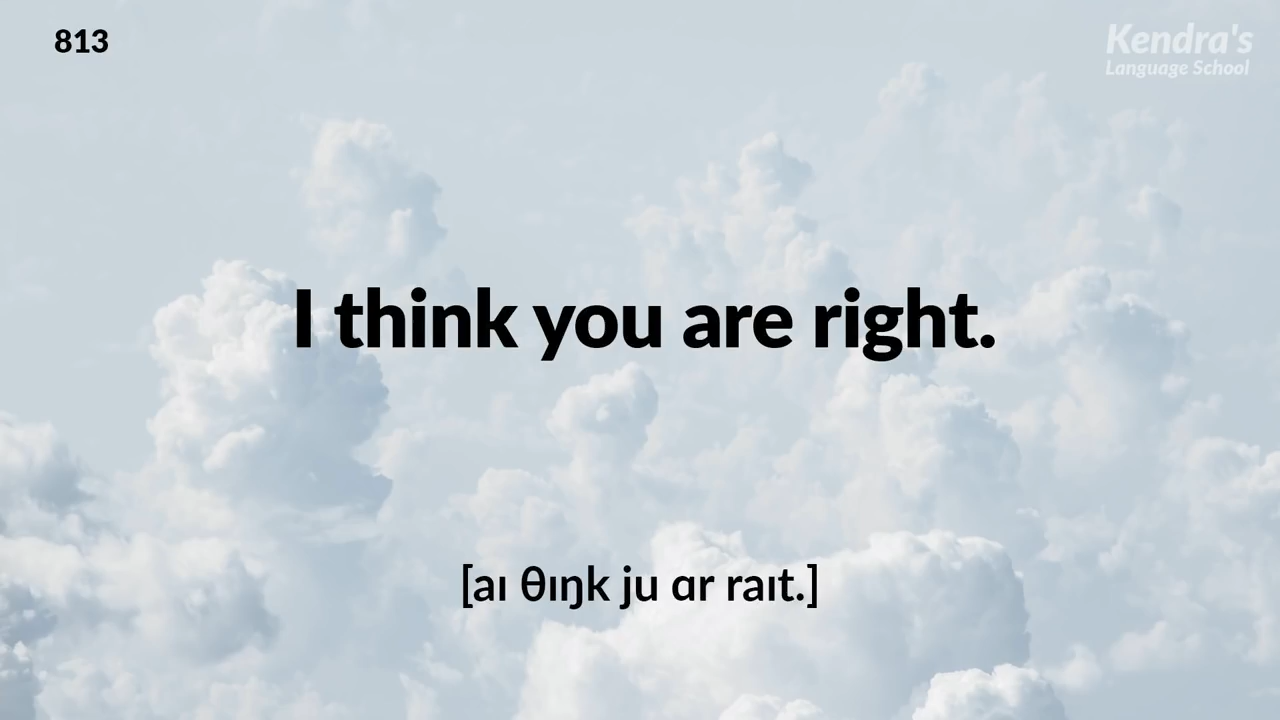 813
Kendra's
Language School
I think you are right.
[aɪ θɪŋk ju ɑr raɪt.]